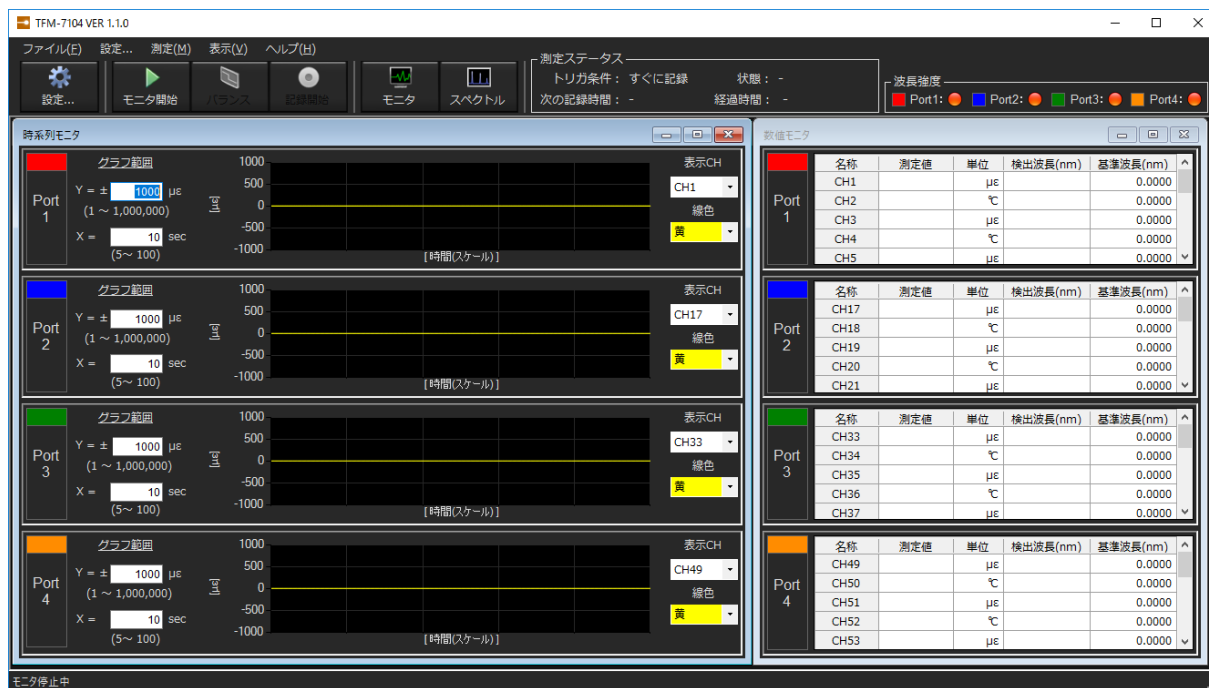 TFM-7104 VER 1.1.0
ファイル(F) 設定... 測定(M) 表示(V) ヘルプ(H)
設定... モニタ開始 バランス 記録開始 モニタ スペクトル
測定ステータス
トリガ条件： すぐに記録 状態： -
次の記録時間： - 経過時間： -
波長強度
Port1: Port2: Port3: Port4:
時系列モニタ
Port 1
グラフ範囲
Y = ± 1000 με
(1 ～ 1,000,000)
X = 10 sec
(5～ 100)
1000
500
0
-500
-1000
[με]
[時間(スケール)]
表示CH
CH1
線色
黄
Port 2
グラフ範囲
Y = ± 1000 με
(1 ～ 1,000,000)
X = 10 sec
(5～ 100)
1000
500
0
-500
-1000
[με]
[時間(スケール)]
表示CH
CH17
線色
黄
Port 3
グラフ範囲
Y = ± 1000 με
(1 ～ 1,000,000)
X = 10 sec
(5～ 100)
1000
500
0
-500
-1000
[με]
[時間(スケール)]
表示CH
CH33
線色
黄
Port 4
グラフ範囲
Y = ± 1000 με
(1 ～ 1,000,000)
X = 10 sec
(5～ 100)
1000
500
0
-500
-1000
[με]
[時間(スケール)]
表示CH
CH49
線色
黄
数値モニタ
Port 1
名称 測定値 単位 検出波長(nm) 基準波長(nm)
CH1 με 0.0000
CH2 ℃ 0.0000
CH3 με 0.0000
CH4 ℃ 0.0000
CH5 με 0.0000
Port 2
名称 測定値 単位 検出波長(nm) 基準波長(nm)
CH17 με 0.0000
CH18 ℃ 0.0000
CH19 με 0.0000
CH20 ℃ 0.0000
CH21 με 0.0000
Port 3
名称 測定値 単位 検出波長(nm) 基準波長(nm)
CH33 με 0.0000
CH34 ℃ 0.0000
CH35 με 0.0000
CH36 ℃ 0.0000
CH37 με 0.0000
Port 4
名称 測定値 単位 検出波長(nm) 基準波長(nm)
CH49 με 0.0000
CH50 ℃ 0.0000
CH51 με 0.0000
CH52 ℃ 0.0000
CH53 με 0.0000
モニタ停止中